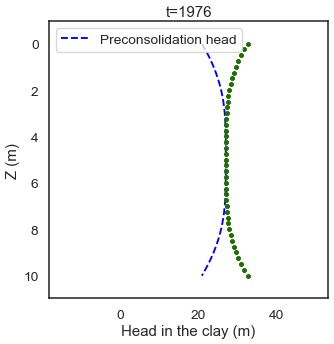 t=1976
Preconsolidation head
0
2
4
6
8
10
Z (m)
0
20
40
Head in the clay (m)